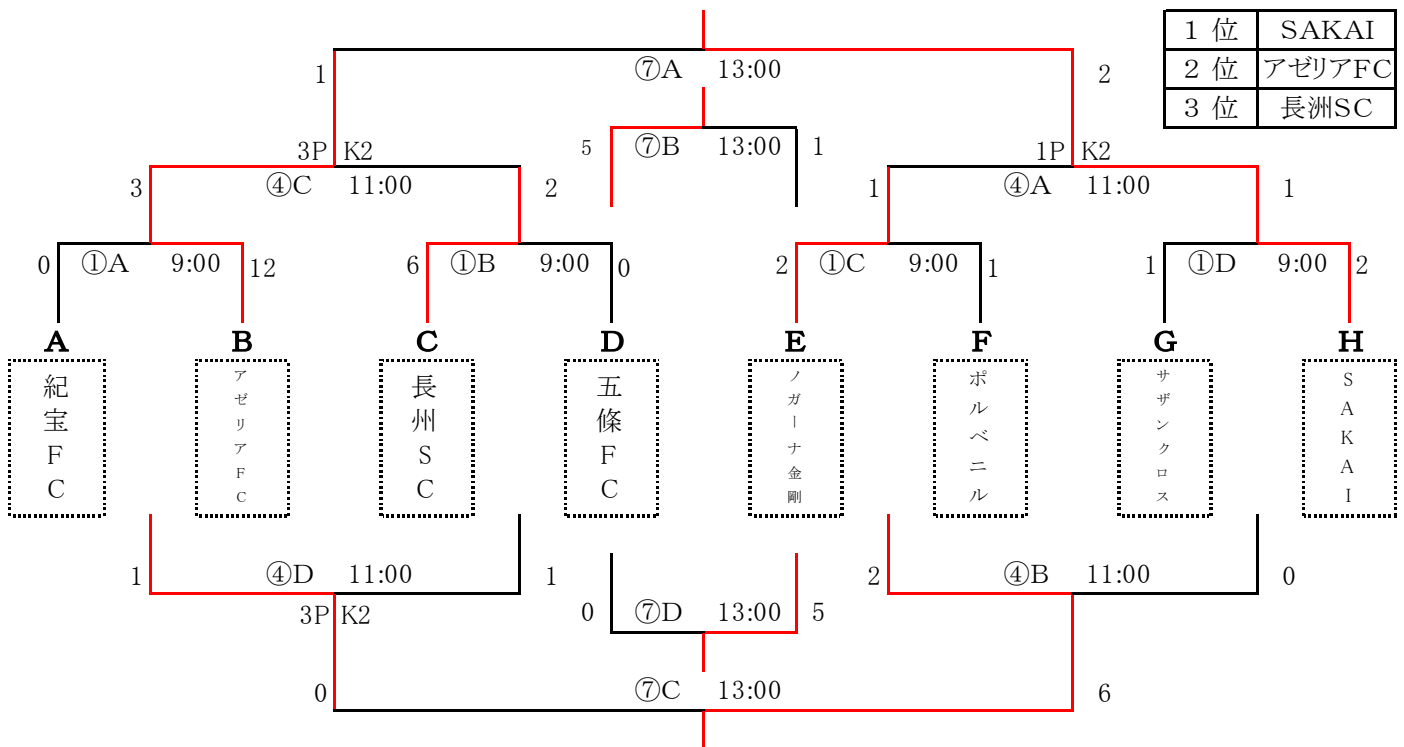 1 位 SAKAI
2 位 アゼリアFC
3 位 長洲SC
1 ⑦A 13:00 2
5 ⑦B 13:00 1
3P K2
1P K2
3 ④C 11:00 2
1 ④A 11:00 1
0 ①A 9:00 12
6 ①B 9:00 0
2 ①C 9:00 1
1 ①D 9:00 2
A B C D E F G H
紀宝FC
アゼリアFC
長州SC
五條FC
ノガーナ金剛
ポルベニル
サザンクロス
SAKAI
1 ④D 11:00 1
2 ④B 11:00 0
3P K2
0 ⑦D 13:00 5
0 ⑦C 13:00 6